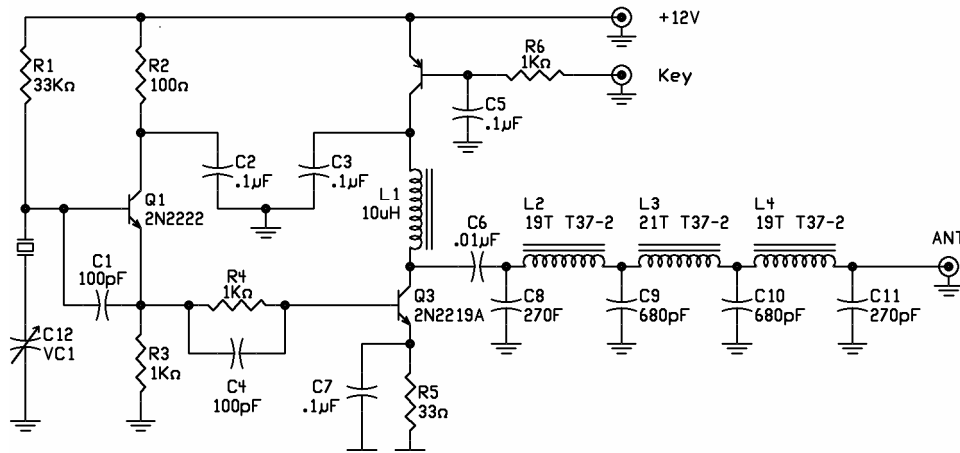 +12V
R1
33KΩ
R2
100Ω
R6
1KΩ
Key
C5
.1µF
C2
.1µF
C3
.1µF
Q1
2N2222
L1
10uH
L2
19T T37-2
L3
21T T37-2
L4
19T T37-2
C6
.01µF
ANT
C1
100pF
R4
1KΩ
Q3
2N2219A
C8
270F
C9
680pF
C10
680pF
C11
270pF
C12
VC1
R3
1KΩ
C4
100pF
C7
.1µF
R5
33Ω